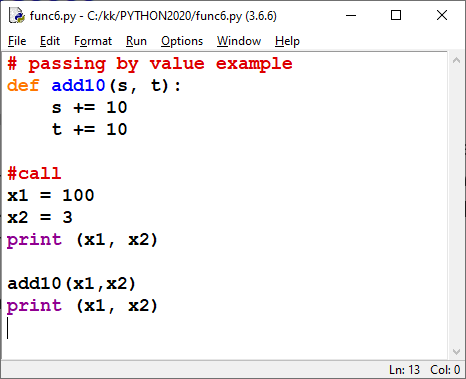 func6.py - C:/kk/PYTHON2020/func6.py (3.6.6)
File Edit Format Run Options Window Help
# passing by value example
def add10(s, t):
    s += 10
    t += 10

#call
x1 = 100
x2 = 3
print (x1, x2)

add10(x1,x2)
print (x1, x2)
Ln: 13 Col: 0